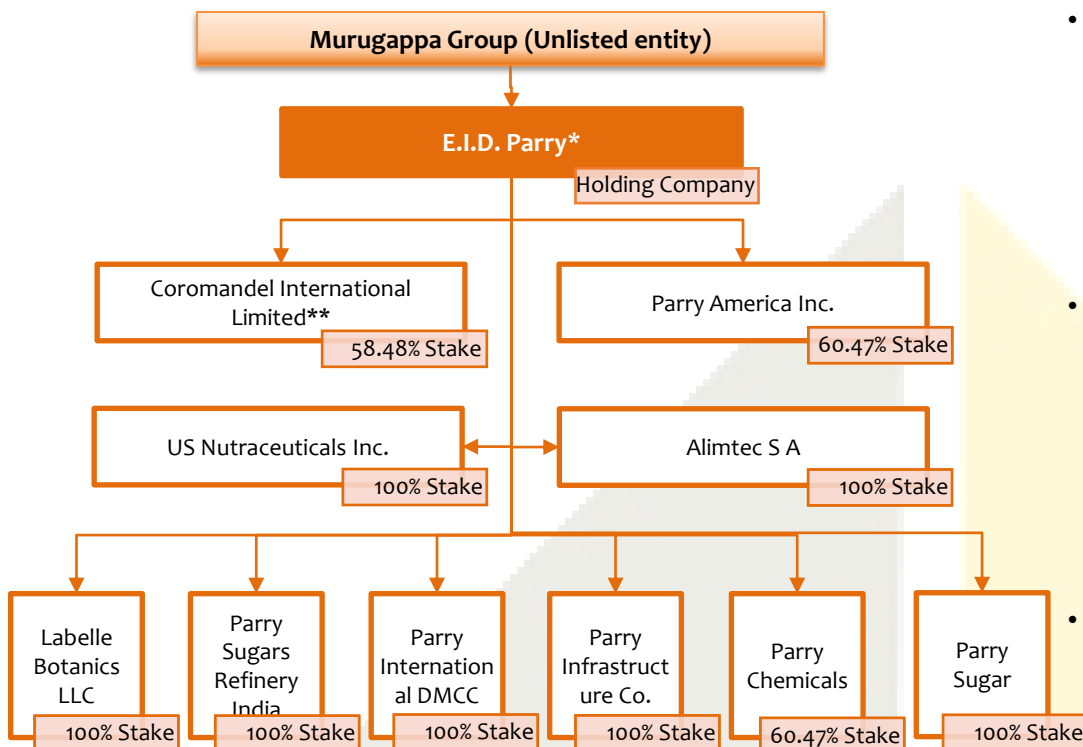 Murugappa Group (Unlisted entity)
E.I.D. Parry*
Holding Company
Coromandel International
Limited**
58.48% Stake
Parry America Inc.
60.47% Stake
US Nutraceuticals Inc.
100% Stake
Alimtec S A
100% Stake
Labelle
Botanics
LLC
100% Stake
Parry
Sugars
Refinery
India
100% Stake
Parry
Internation
al DMCC
100% Stake
Parry
Infrastruct
ure Co.
100% Stake
Parry
Chemicals
60.47% Stake
Parry
Sugar
100% Stake